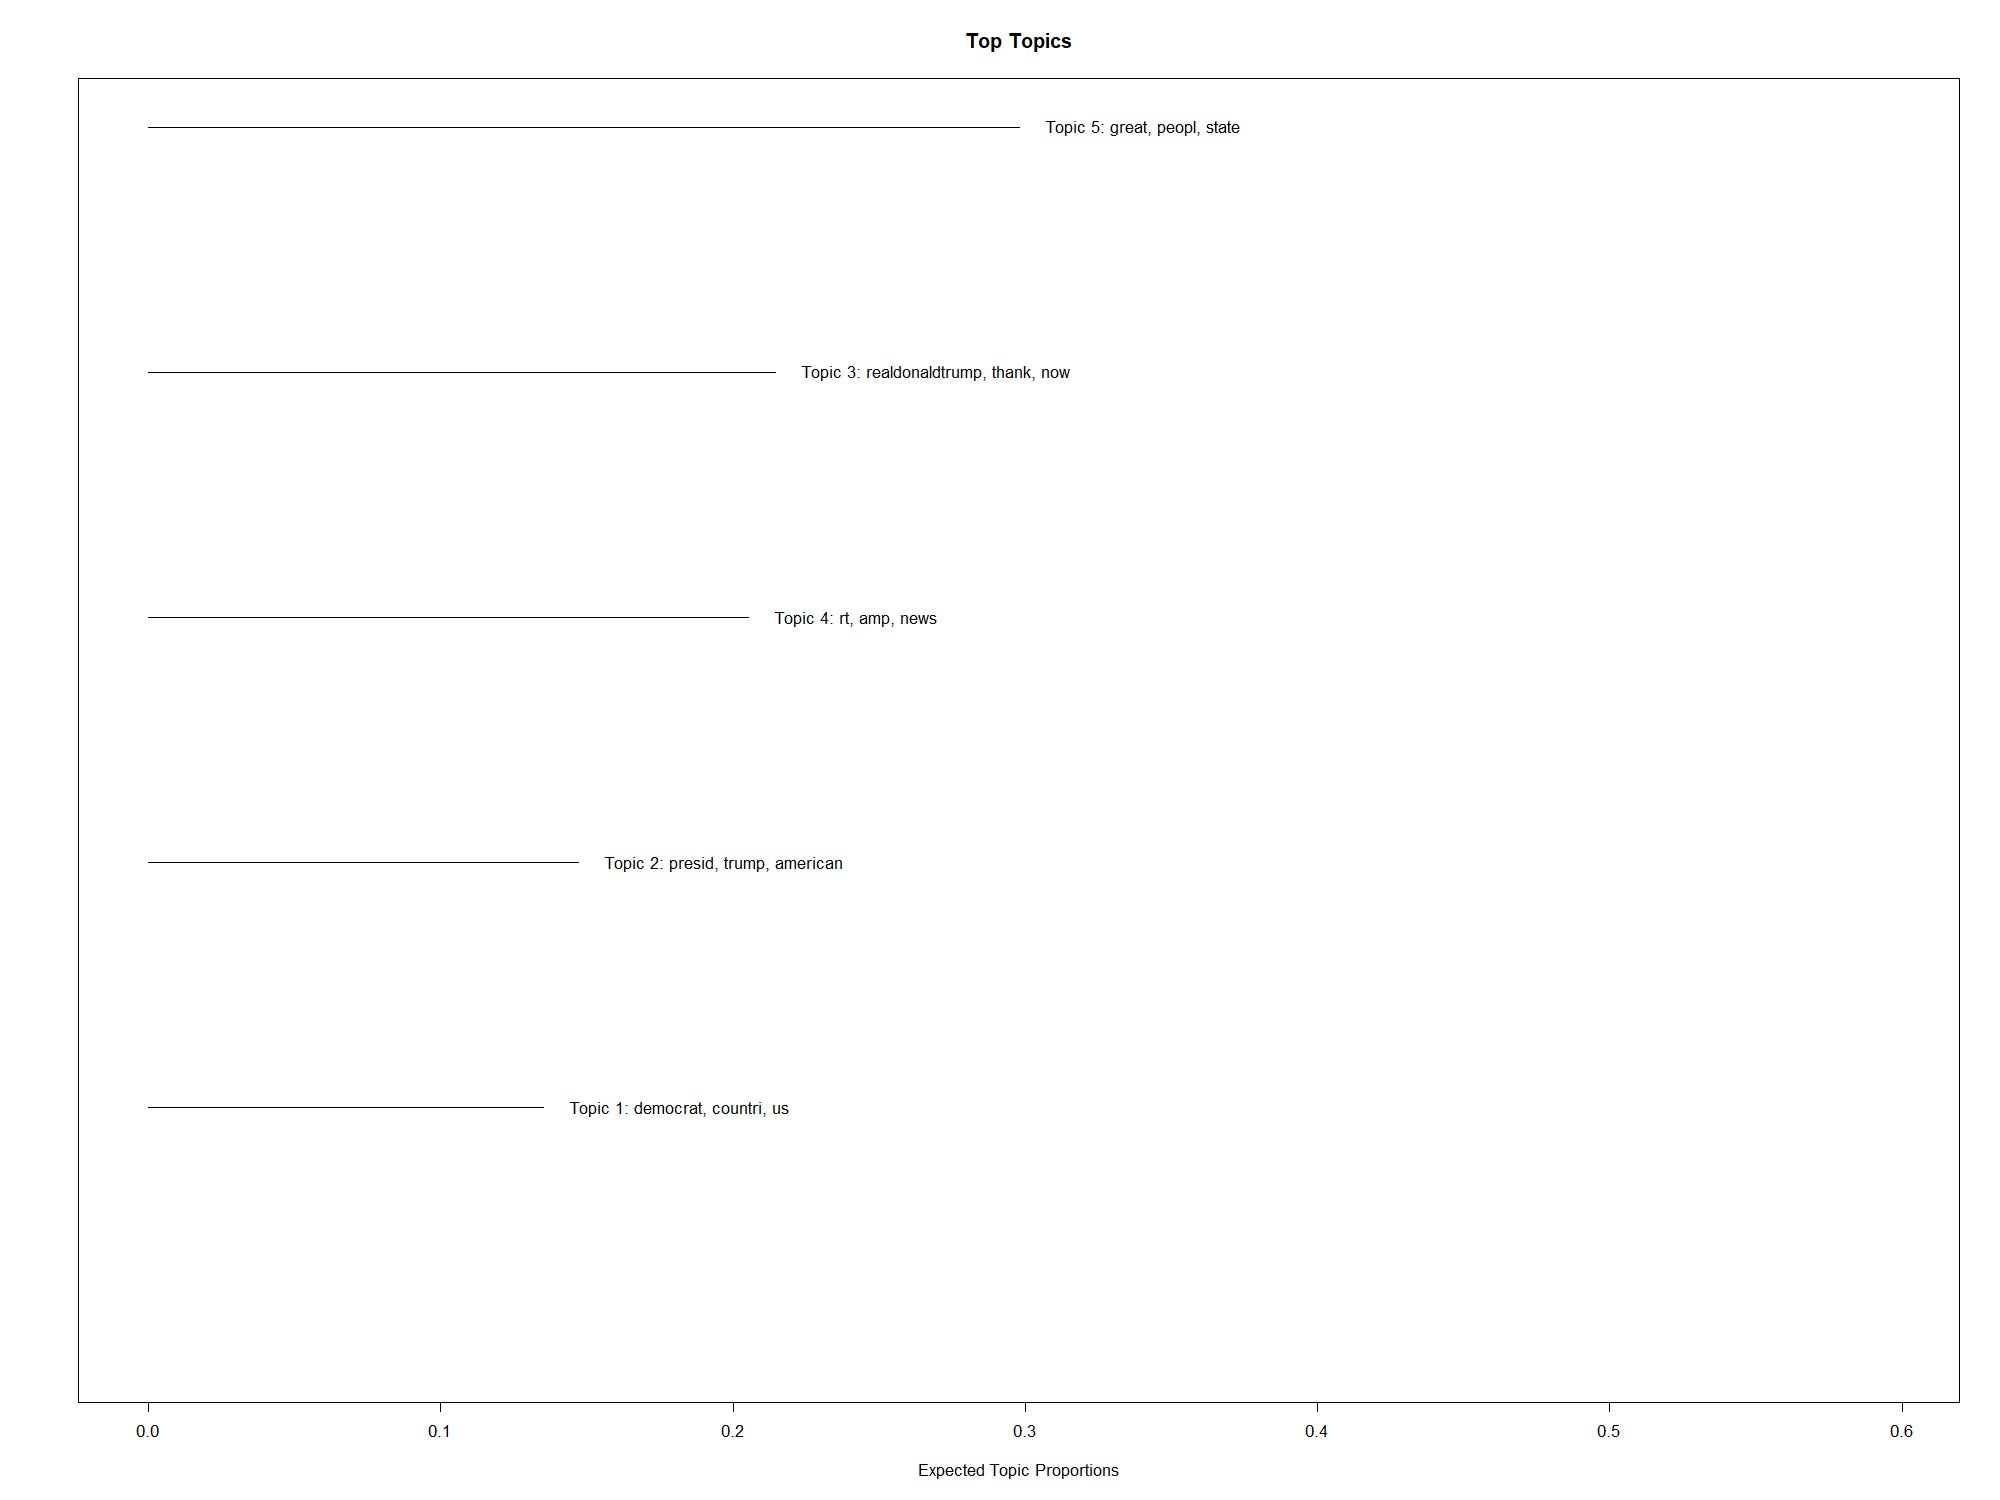 Top Topics
Topic 5: great, peopl, state
Topic 3: realdonaldtrump, thank, now
Topic 4: rt, amp, news
Topic 2: presid, trump, american
Topic 1: democrat, countri, us
0.0 0.1 0.2 0.3 0.4 0.5 0.6
Expected Topic Proportions